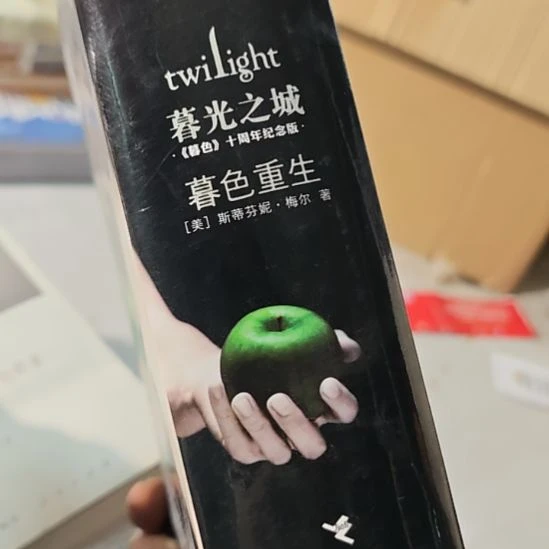 twilight
暮光之城
·《暮色》十周年纪念版·
暮色重生
[美] 斯蒂芬妮·梅尔 著